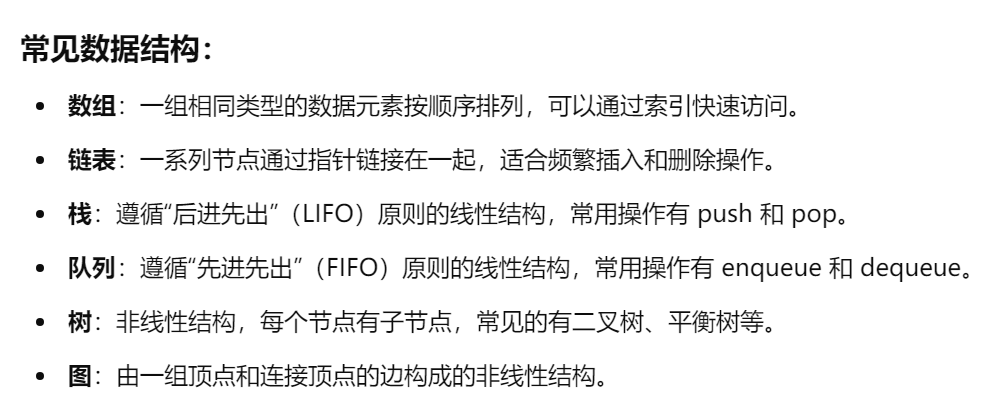 常见数据结构：
• 数组：一组相同类型的数据元素按顺序排列，可以通过索引快速访问。
• 链表：一系列节点通过指针链接在一起，适合频繁插入和删除操作。
• 栈：遵循“后进先出”（LIFO）原则的线性结构，常用操作有 push 和 pop。
• 队列：遵循“先进先出”（FIFO）原则的线性结构，常用操作有 enqueue 和 dequeue。
• 树：非线性结构，每个节点有子节点，常见的有二叉树、平衡树等。
• 图：由一组顶点和连接顶点的边构成的非线性结构。